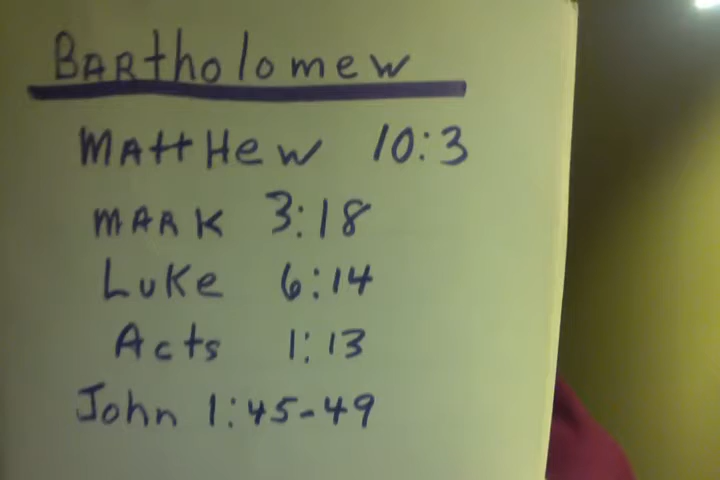 Bartholomew
Matthew 10:3
Mark 3:18
Luke 6:14
Acts 1:13
John 1:45-49